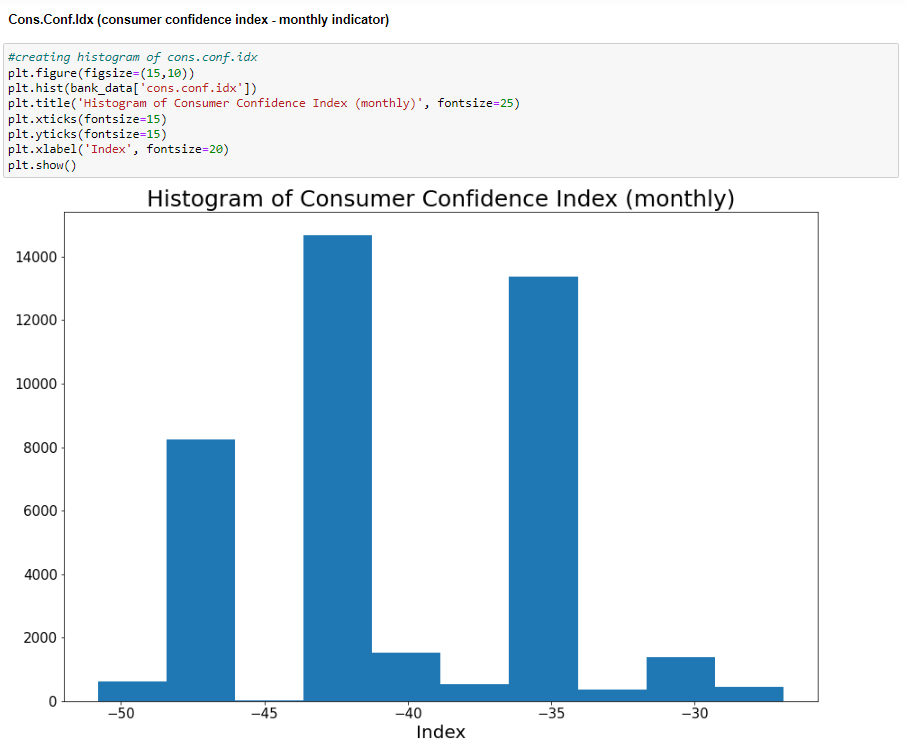 Cons.Conf.Idx (consumer confidence index - monthly indicator)
#creating histogram of cons.conf.idx
plt.figure(figsize=(15,10))
plt.hist(bank_data['cons.conf.idx'])
plt.title('Histogram of Consumer Confidence Index (monthly)', fontsize=25)
plt.xticks(fontsize=15)
plt.yticks(fontsize=15)
plt.xlabel('Index', fontsize=20)
plt.show()
Histogram of Consumer Confidence Index (monthly)
14000
12000
10000
8000
6000
4000
2000
0
−50 −45 −40 −35 −30
Index